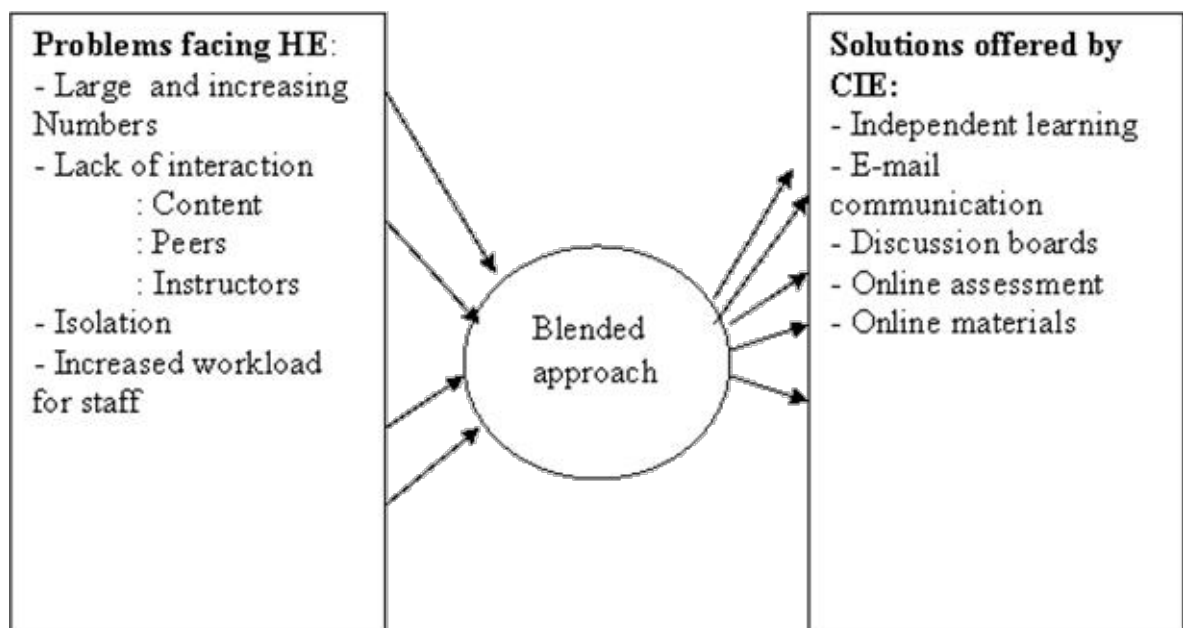 Problems facing HE:
- Large and increasing
Numbers
- Lack of interaction
: Content
: Peers
: Instructors
- Isolation
- Increased workload
for staff
Blended
approach
Solutions offered by
CIE:
- Independent learning
- E-mail
communication
- Discussion boards
- Online assessment
- Online materials